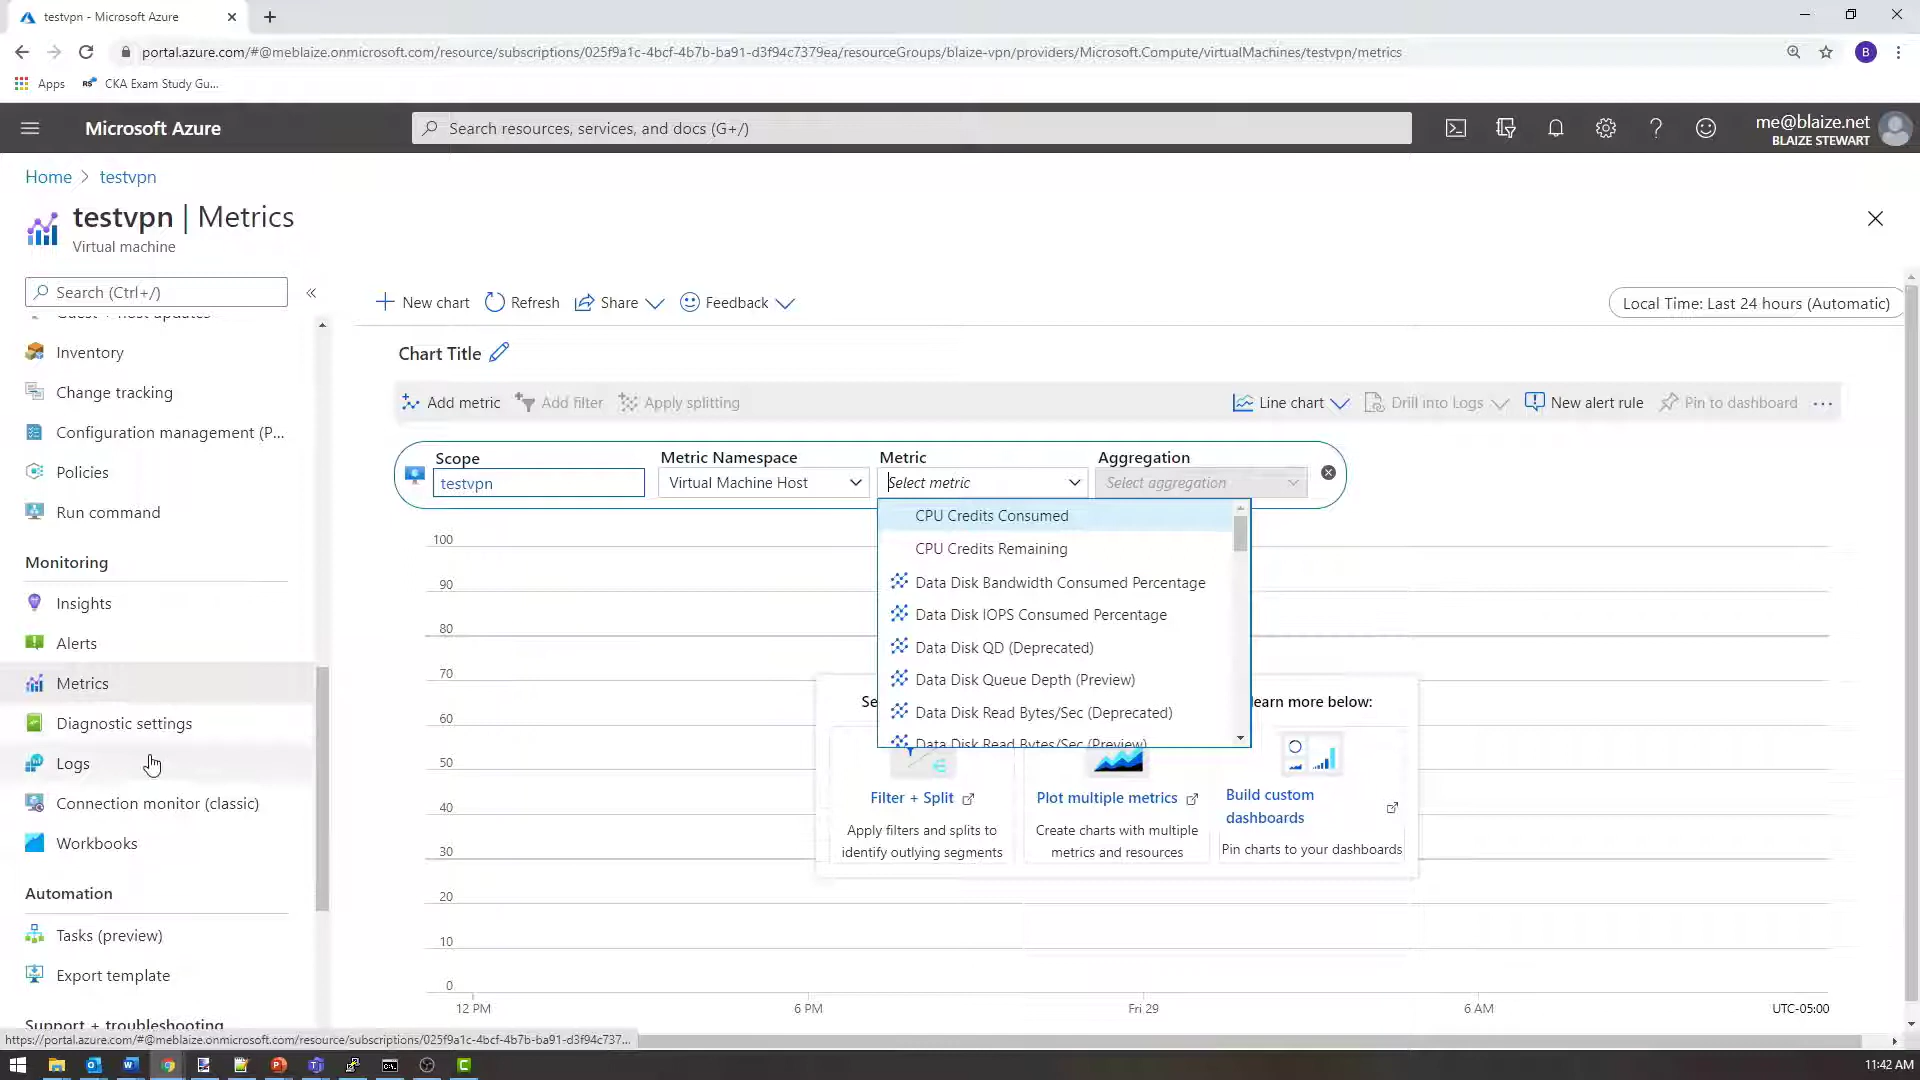 testvpn - Microsoft Azure
portal.azure.com/#@meblaize.onmicrosoft.com/resource/subscriptions/025f9a1c-4bcf-4b7b-ba91-d3f94c7379ea/resourceGroups/blaize-vpn/providers/Microsoft.Compute/virtualMachines/testvpn/metrics
B
Apps
RS
CKA Exam Study Gu...
Microsoft Azure
Search resources, services, and docs (G+/)
me@blaize.net
BLAIZE STEWART
Home > testvpn
testvpn | Metrics
Virtual machine
Search (Ctrl+/)
«
Guest + host updates
Inventory
Change tracking
Configuration management (P...
Policies
Run command
Monitoring
Insights
Alerts
Metrics
Diagnostic settings
Logs
Connection monitor (classic)
Workbooks
Automation
Tasks (preview)
Export template
Support + troubleshooting
New chart
Refresh
Share
Feedback
Local Time: Last 24 hours (Automatic)
Chart Title
Add metric
Add filter
Apply splitting
Line chart
Drill into Logs
New alert rule
Pin to dashboard
...
Scope
testvpn
Metric Namespace
Virtual Machine Host
Metric
Select metric
Aggregation
Select aggregation
CPU Credits Consumed
CPU Credits Remaining
Data Disk Bandwidth Consumed Percentage
Data Disk IOPS Consumed Percentage
Data Disk QD (Deprecated)
Data Disk Queue Depth (Preview)
Data Disk Read Bytes/Sec (Deprecated)
Data Disk Read Bytes/Sec (Preview)
100
90
80
70
60
50
40
30
20
10
0
learn more below:
Filter + Split
Apply filters and splits to
identify outlying segments
Plot multiple metrics
Create charts with multiple
metrics and resources
Build custom
dashboards
Pin charts to your dashboards
12 PM
6 PM
Fri 29
6 AM
UTC-05:00
https://portal.azure.com/#@meblaize.onmicrosoft.com/resource/subscriptions/025f9a1c-4bcf-4b7b-ba91-d3f94c737...
11:42 AM